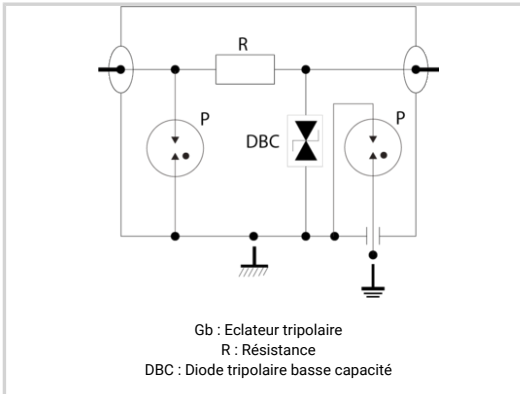 R
P
DBC
P
Gb : Eclateur tripolaire
R : Résistance
DBC : Diode tripolaire basse capacité